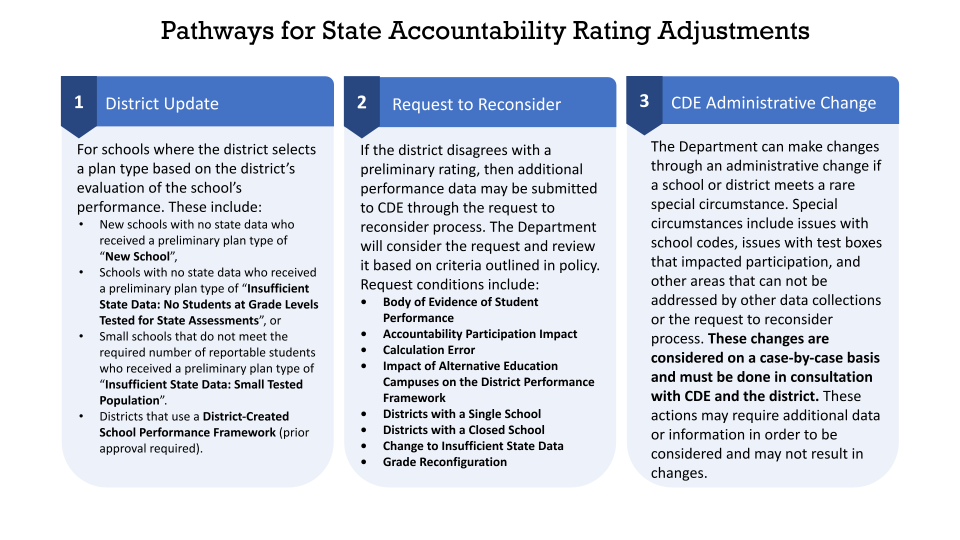 Pathways for State Accountability Rating Adjustments
1
District Update
For schools where the district selects
a plan type based on the district's
evaluation of the school's
performance. These include:
• New schools with no state data who
received a preliminary plan type of
“New School”,
• Schools with no state data who received
a preliminary plan type of “Insufficient
State Data: No Students at Grade Levels
Tested for State Assessments”, or
• Small schools that do not meet the
required number of reportable students
who received a preliminary plan type of
“Insufficient State Data: Small Tested
Population”.
• Districts that use a District-Created
School Performance Framework (prior
approval required).
2
Request to Reconsider
If the district disagrees with a
preliminary rating, then additional
performance data may be submitted
to CDE through the request to
reconsider process. The Department
will consider the request and review
it based on criteria outlined in policy.
Request conditions include:
• Body of Evidence of Student
Performance
• Accountability Participation Impact
• Calculation Error
• Impact of Alternative Education
Campuses on the District Performance
Framework
• Districts with a Single School
• Districts with a Closed School
• Change to Insufficient State Data
• Grade Reconfiguration
3
CDE Administrative Change
The Department can make changes
through an administrative change if
a school or district meets a rare
special circumstance. Special
circumstances include issues with
school codes, issues with test boxes
that impacted participation, and
other areas that can not be
addressed by other data collections
or the request to reconsider
process. These changes are
considered on a case-by-case basis
and must be done in consultation
with CDE and the district. These
actions may require additional data
or information in order to be
considered and may not result in
changes.